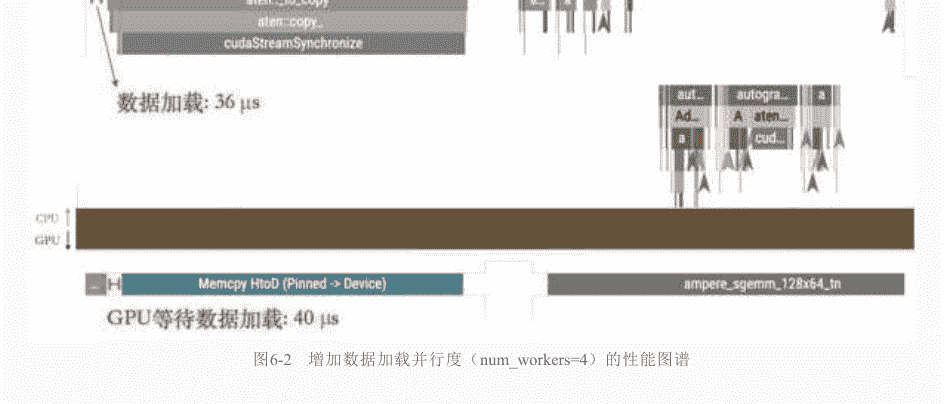 aten::_to_copy
aten::copy_
cudaStreamSynchronize
数据加载: 36 μs
aut... autogra... a
Ad... A aten...
a cud...
CPU
GPU
... Memcpy HtoD (Pinned -> Device) ampere_sgemm_128x64_tn
GPU等待数据加载: 40 μs
图6-2 增加数据加载并行度（num_workers=4）的性能图谱